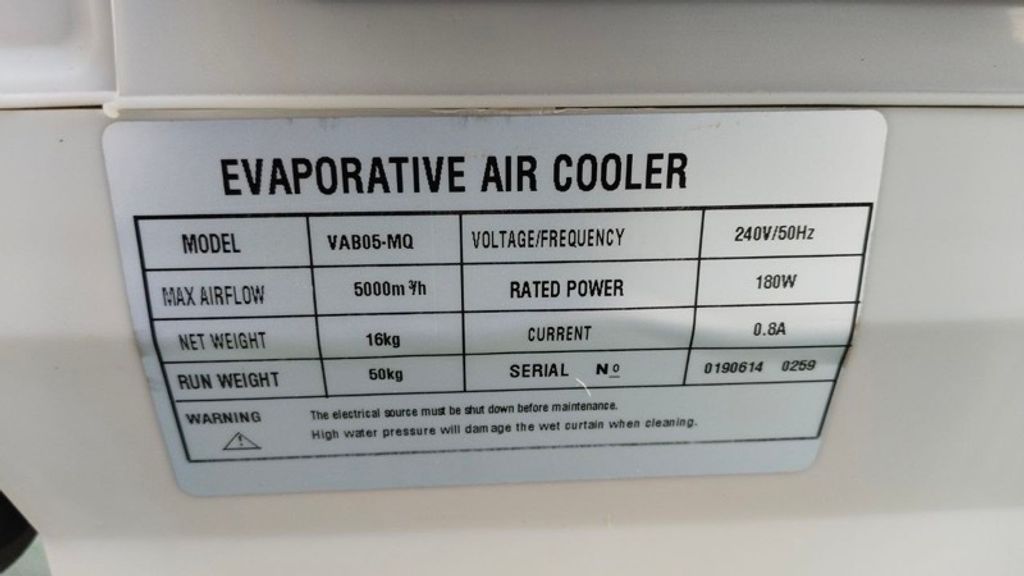 EVAPORATIVE AIR COOLER
MODEL VAB05-MQ VOLTAGE/FREQUENCY 240V/50Hz
MAX AIRFLOW 5000m³/h RATED POWER 180W
NET WEIGHT 16kg CURRENT 0.8A
RUN WEIGHT 50kg SERIAL Nº 0190614 0259
WARNING The electrical source must be shut down before maintenance.
High water pressure will damage the wet curtain when cleaning.